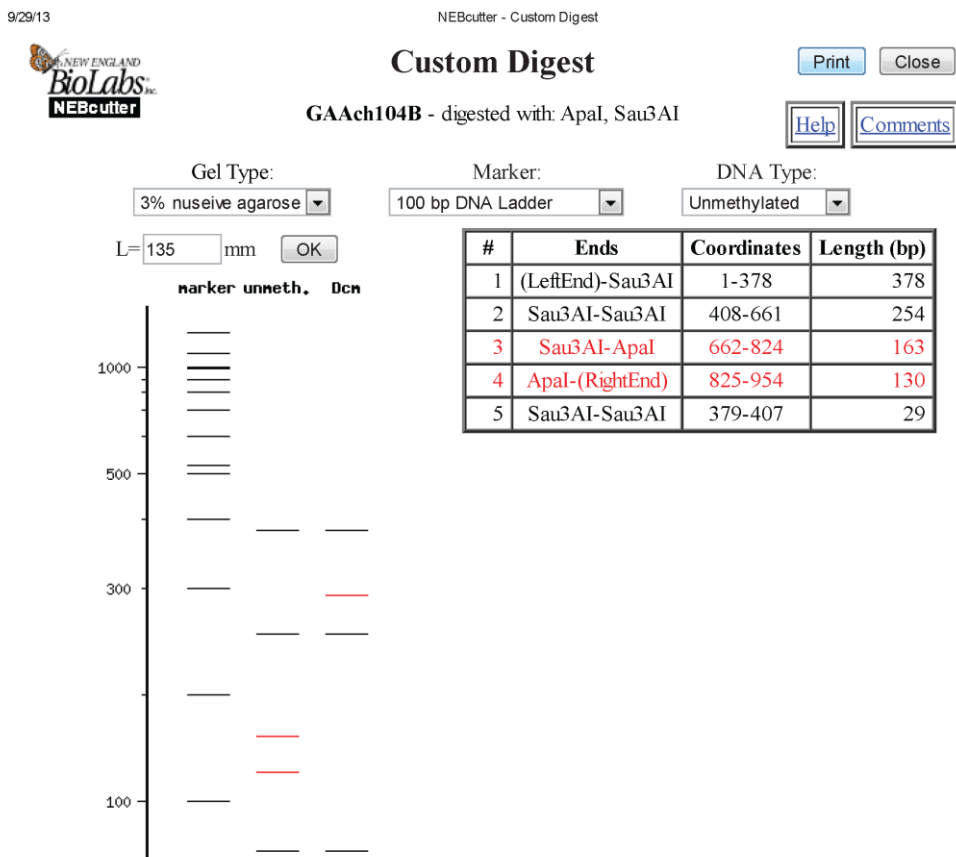 9/29/13 NEBcutter - Custom Digest
NEW ENGLAND
BioLabs Inc.
NEBcutter
Custom Digest
Print Close
GAAch104B - digested with: ApaI, Sau3AI
Help Comments
Gel Type: Marker: DNA Type:
3% nuseive agarose 100 bp DNA Ladder Unmethylated
L= 135 mm OK
# Ends Coordinates Length (bp)
1 (LeftEnd)-Sau3AI 1-378 378
2 Sau3AI-Sau3AI 408-661 254
3 Sau3AI-ApaI 662-824 163
4 ApaI-(RightEnd) 825-954 130
5 Sau3AI-Sau3AI 379-407 29
marker unmeth. Dcm
1000
500
300
100